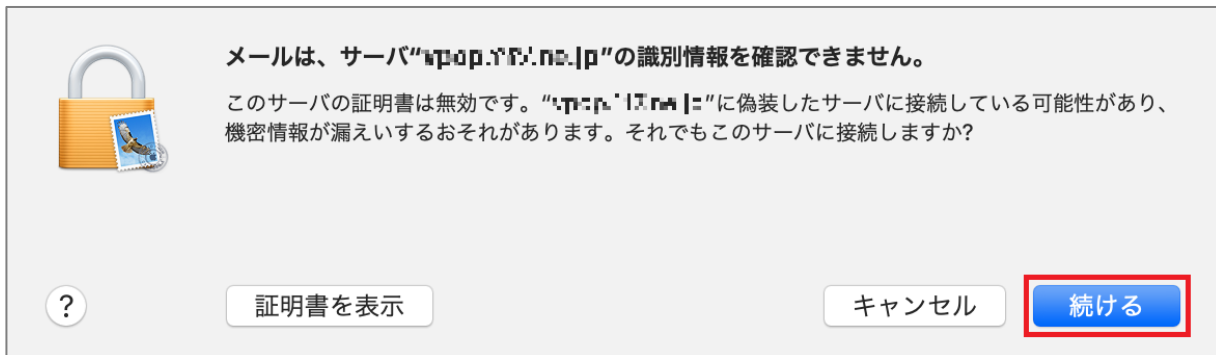 メールは、サーバ“ ”の識別情報を確認できません。
このサーバの証明書は無効です。“ ”に偽装したサーバに接続している可能性があり、
機密情報が漏えいするおそれがあります。それでもこのサーバに接続しますか?
? 証明書を表示 キャンセル 続ける